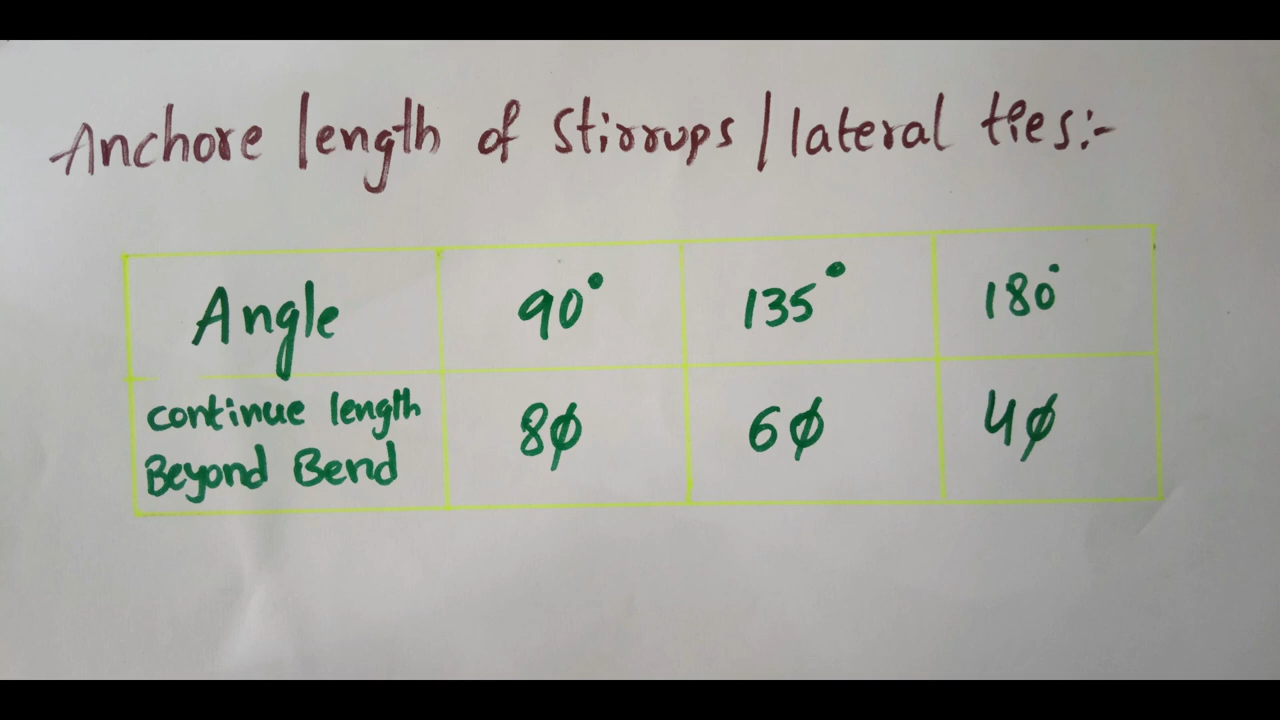 Anchore length of stirrups / lateral ties:-
Angle 90° 135° 180°
continue length 8ϕ 6ϕ 4ϕ
Beyond Bend